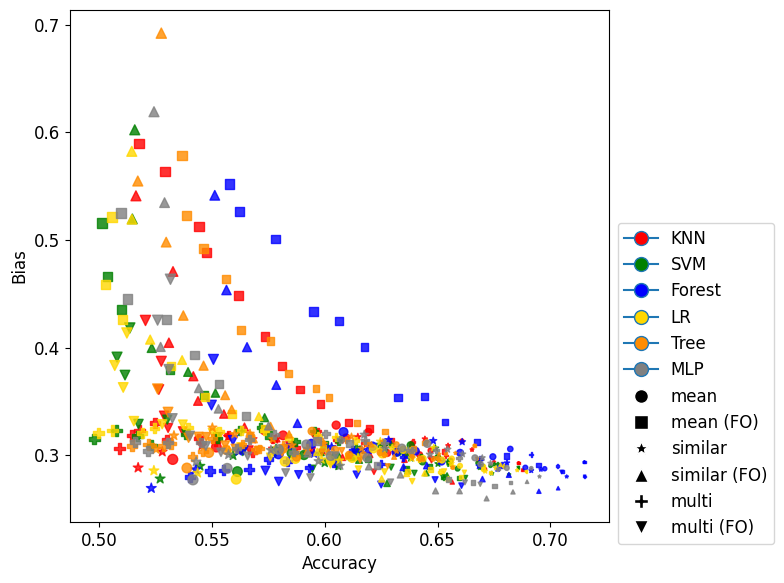 0.7
0.6
0.5
0.4
0.3
Bias
0.50
0.55
0.60
0.65
0.70
Accuracy
KNN
SVM
Forest
LR
Tree
MLP
mean
mean (FO)
similar
similar (FO)
multi
multi (FO)